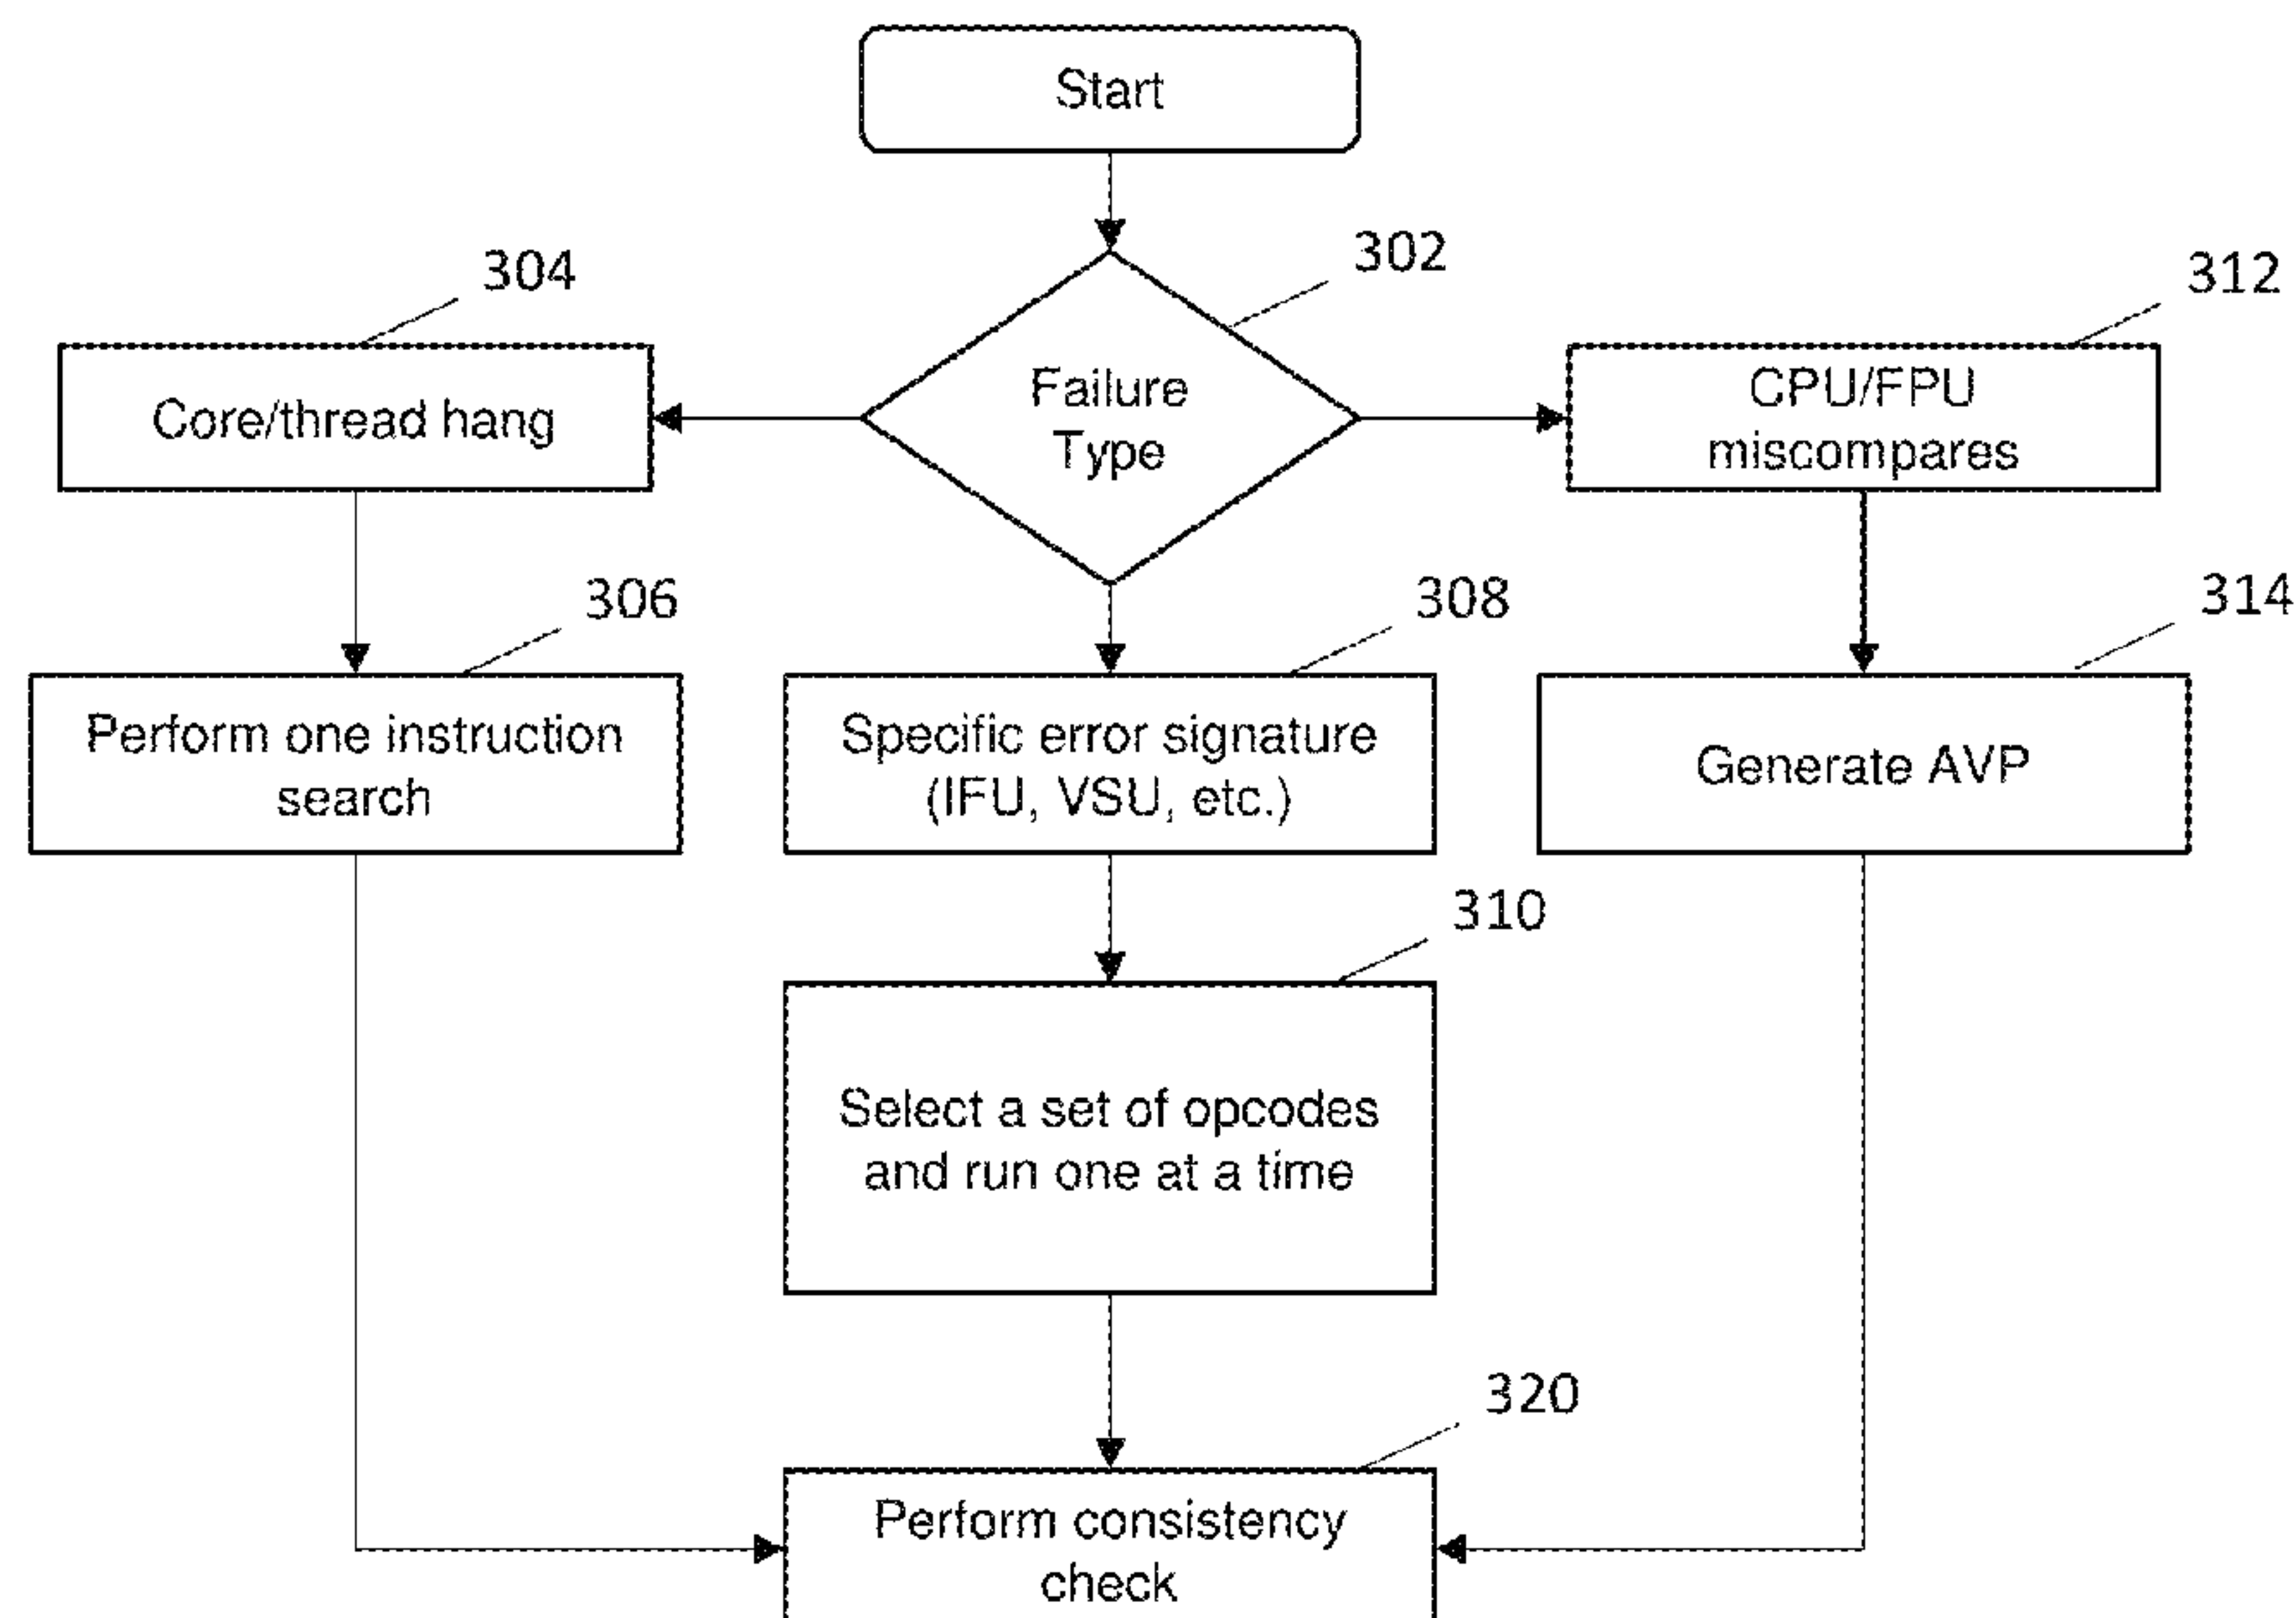 Start
302
304
312
Failure
Type
Core/thread hang
CPU/FPU
miscompares
306
308
314
Perform one instruction
search
Specific error signature
(IFU, VSU, etc.)
Generate AVP
310
Select a set of opcodes
and run one at a time
320
Perform consistency
check